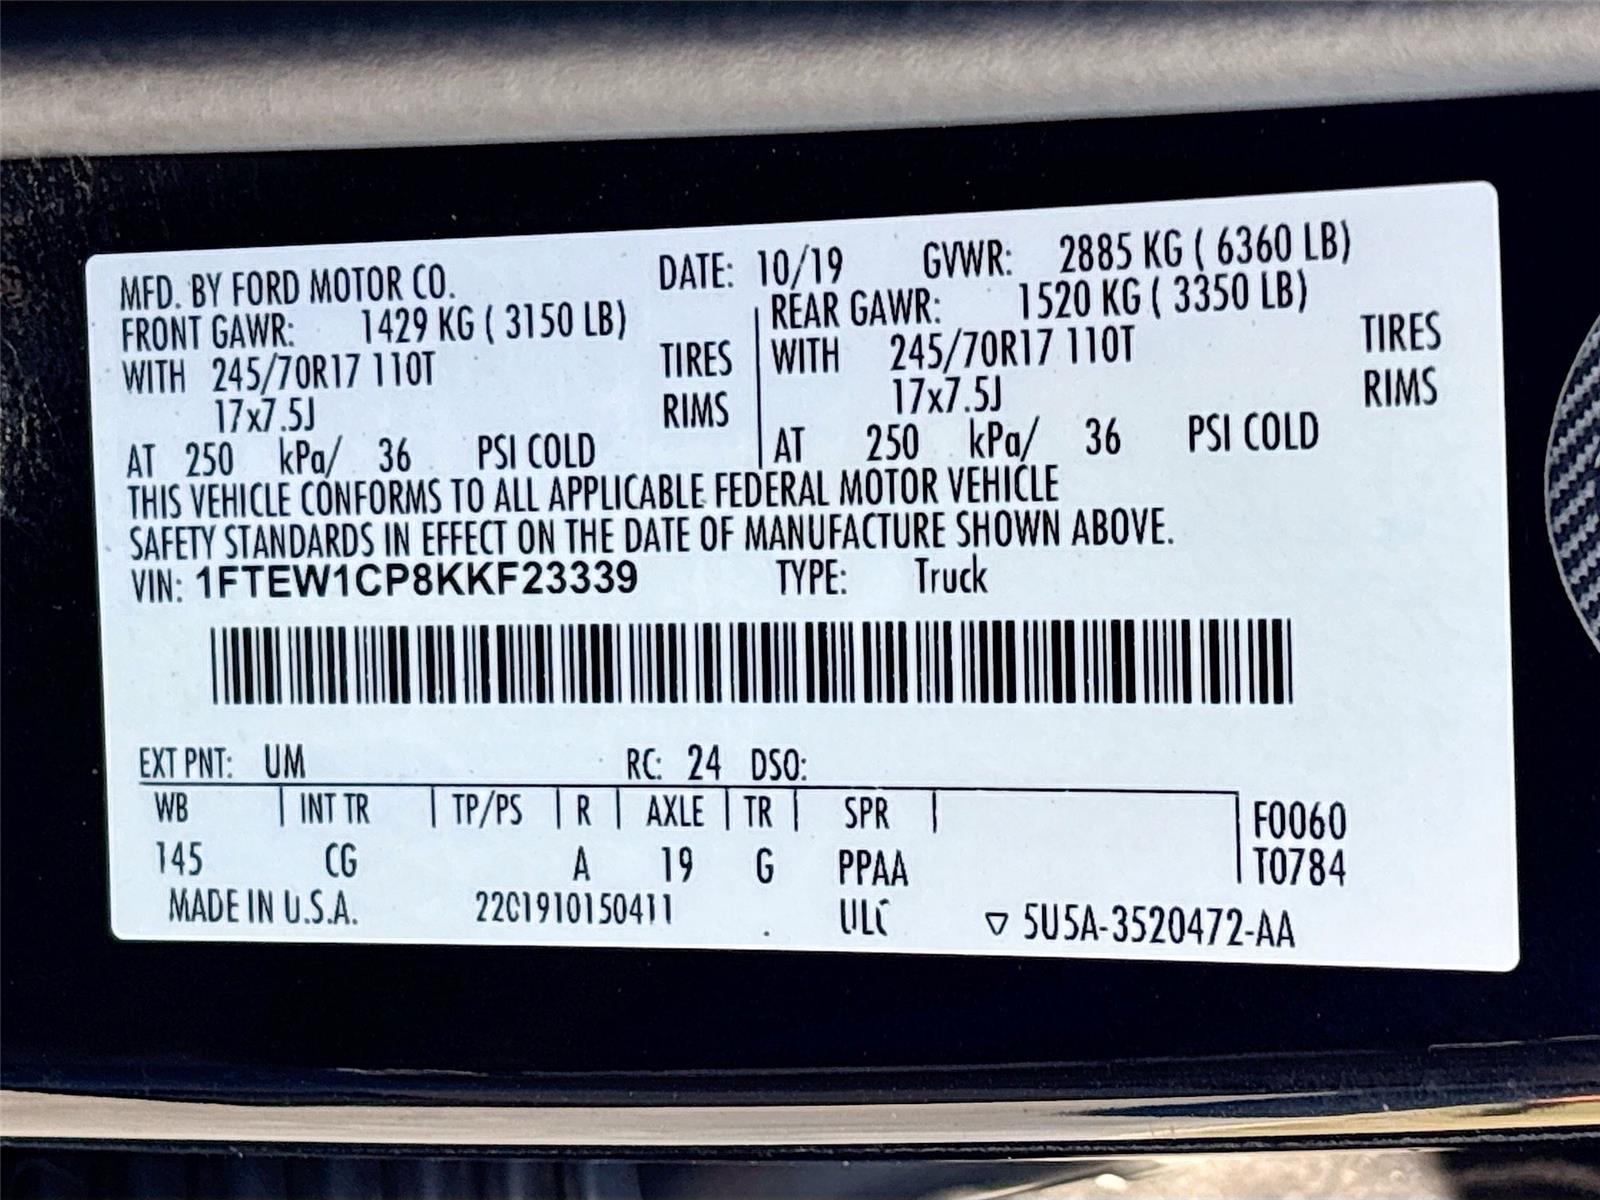 MFD. BY FORD MOTOR CO. DATE: 10/19 GVWR: 2885 KG ( 6360 LB)
FRONT GAWR: 1429 KG ( 3150 LB) REAR GAWR: 1520 KG ( 3350 LB)
WITH 245/70R17 110T TIRES WITH 245/70R17 110T TIRES
17x7.5J RIMS 17x7.5J RIMS
AT 250 kPa/ 36 PSI COLD AT 250 kPa/ 36 PSI COLD
THIS VEHICLE CONFORMS TO ALL APPLICABLE FEDERAL MOTOR VEHICLE
SAFETY STANDARDS IN EFFECT ON THE DATE OF MANUFACTURE SHOWN ABOVE.
VIN: 1FTEW1CP8KKF23339 TYPE: Truck
EXT PNT: UM RC: 24 DSO:
WB INT TR TP/PS R AXLE TR SPR F0060
145 CG A 19 G PPAA T0784
MADE IN U.S.A. 22C1910150411 ULC ▽ 5U5A-3520472-AA